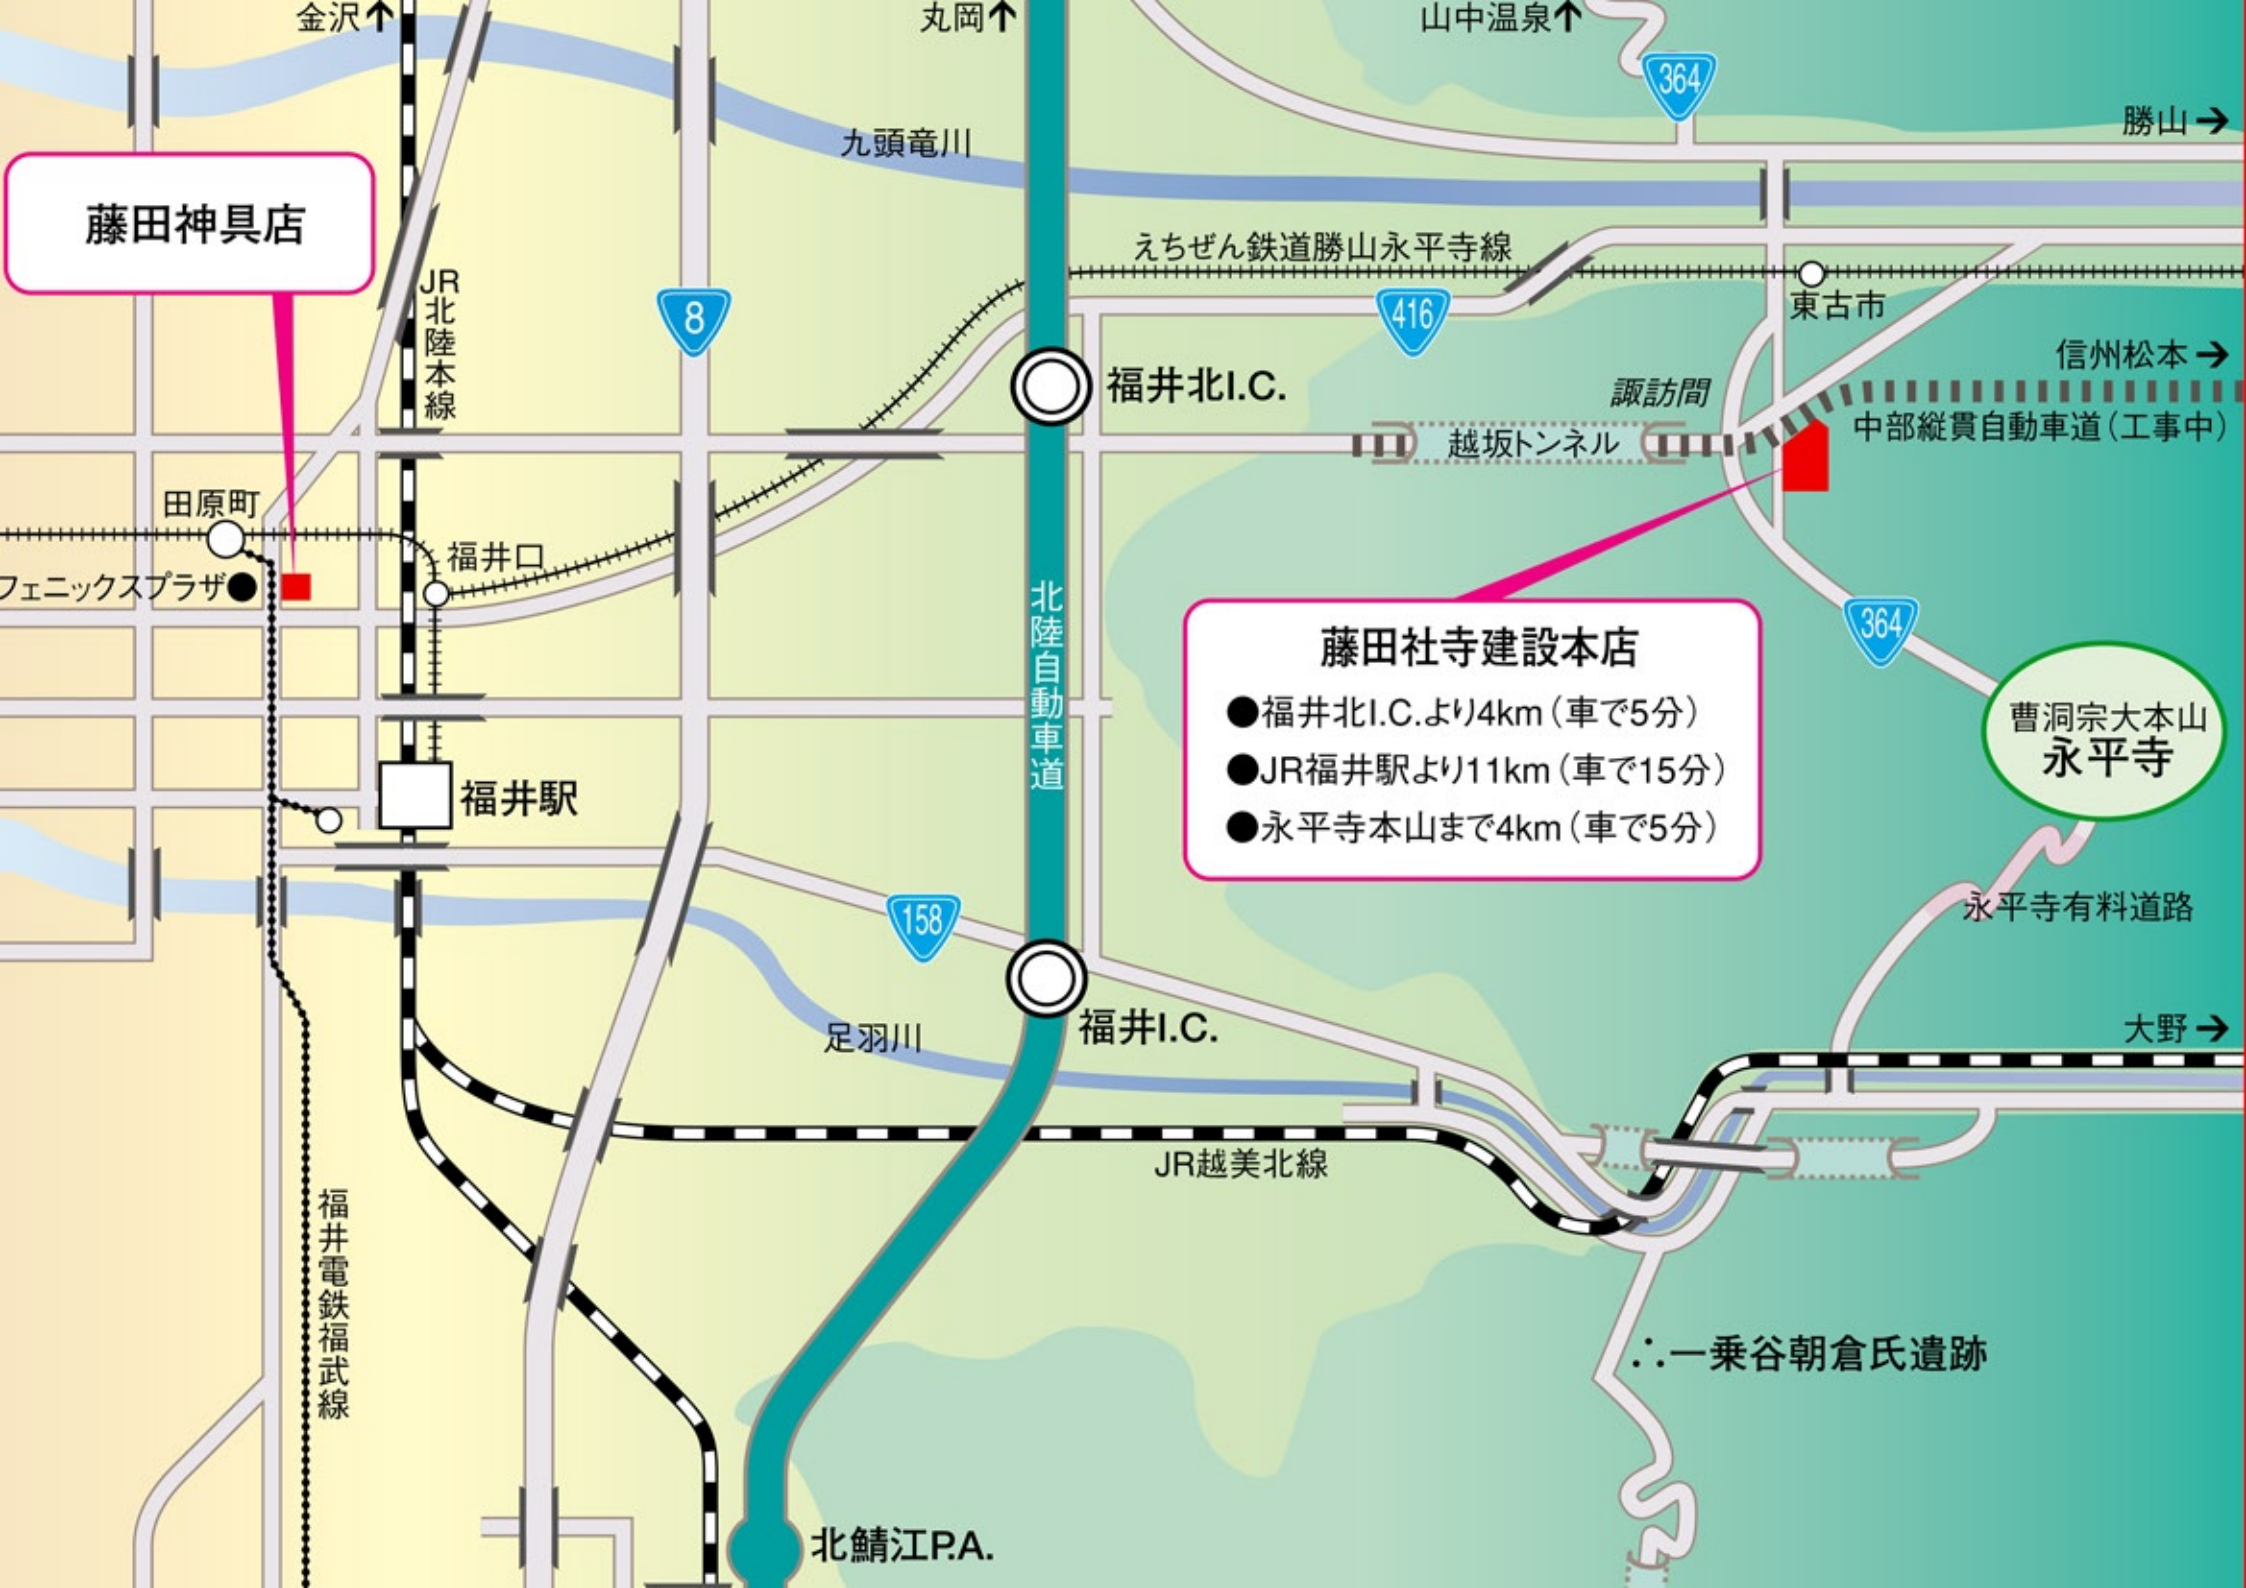 金沢↑
丸岡↑
山中温泉↑
364
勝山→
九頭竜川
藤田神具店
えちぜん鉄道勝山永平寺線
JR北陸本線
8
416
東古市
信州松本→
福井北I.C.
諏訪間
中部縦貫自動車道(工事中)
越坂トンネル
田原町
福井口
フェニックスプラザ
北陸自動車道
藤田社寺建設本店
●福井北I.C.より4km(車で5分)
●JR福井駅より11km(車で15分)
●永平寺本山まで4km(車で5分)
364
曹洞宗大本山
永平寺
福井駅
158
永平寺有料道路
福井I.C.
足羽川
大野→
JR越美北線
福井電鉄福武線
∴一乗谷朝倉氏遺跡
北鯖江P.A.